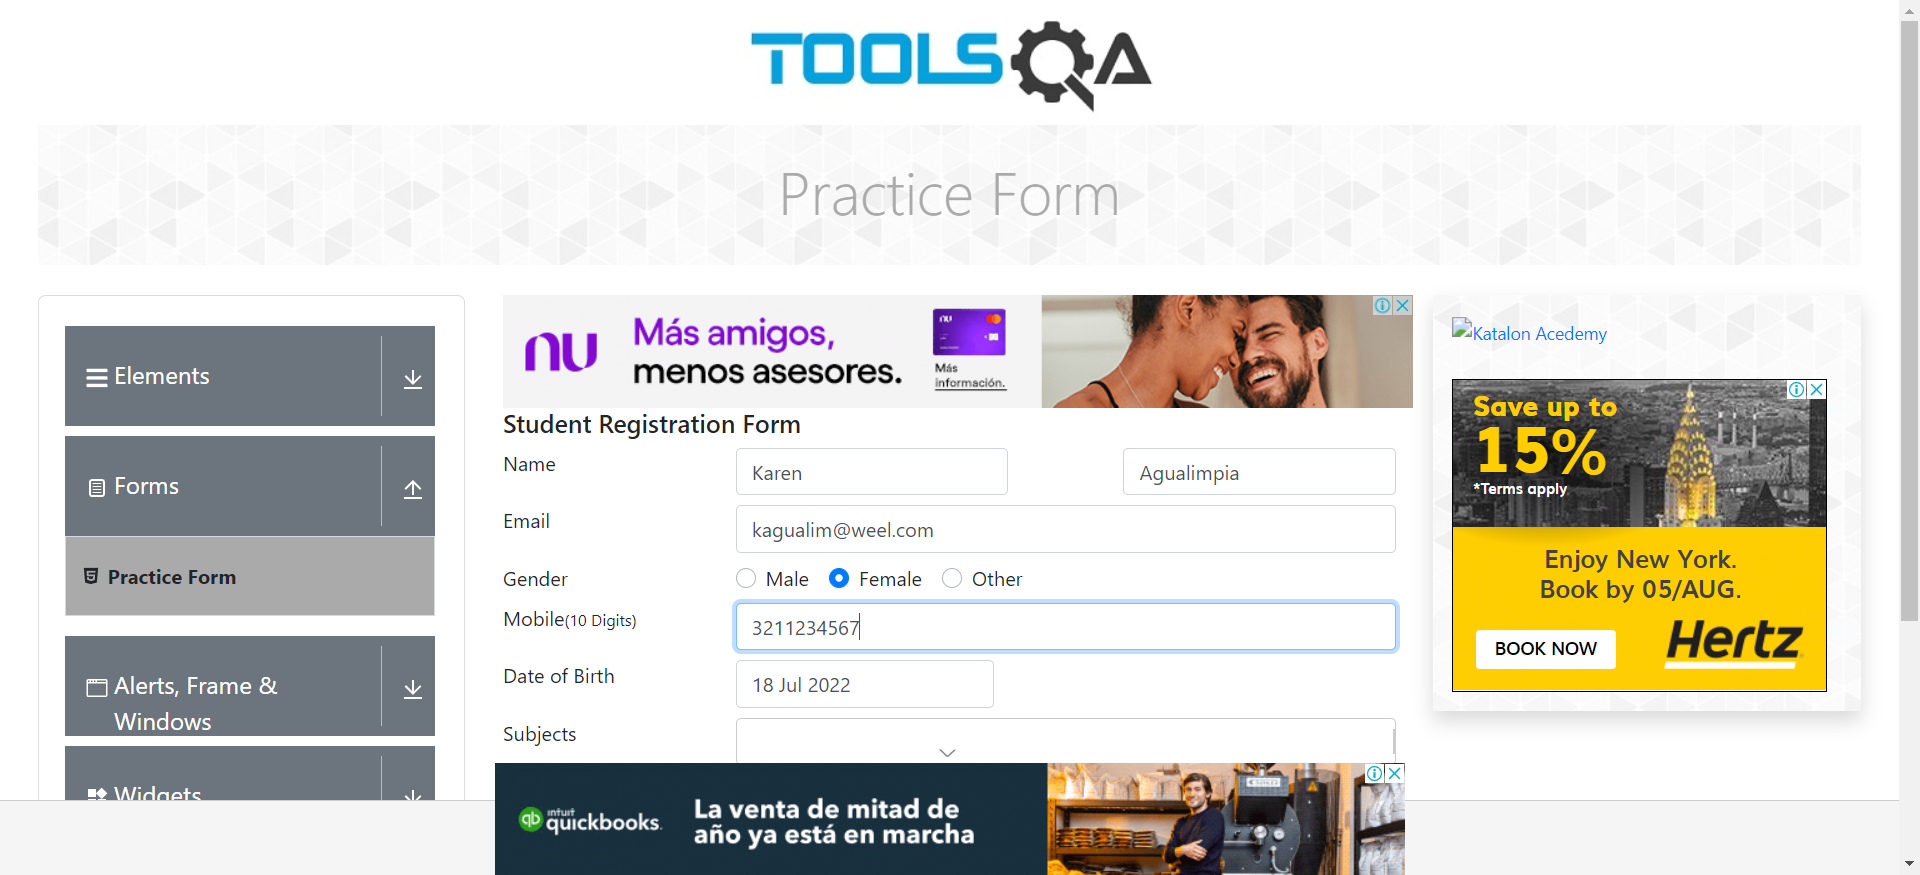 TOOLSQA
Practice Form
Elements
Forms
Practice Form
Alerts, Frame &
Windows
Widgets
nu
Más amigos,
menos asesores.
nu
Más
información.
Student Registration Form
Name
Karen
Agualimpia
Email
kagualim@weel.com
Gender
Male
Female
Other
Mobile(10 Digits)
3211234567
Date of Birth
18 Jul 2022
Subjects
intuit
quickbooks.
La venta de mitad de
año ya está en marcha
Katalon Acedemy
Save up to
15%
*Terms apply
Enjoy New York.
Book by 05/AUG.
BOOK NOW
Hertz